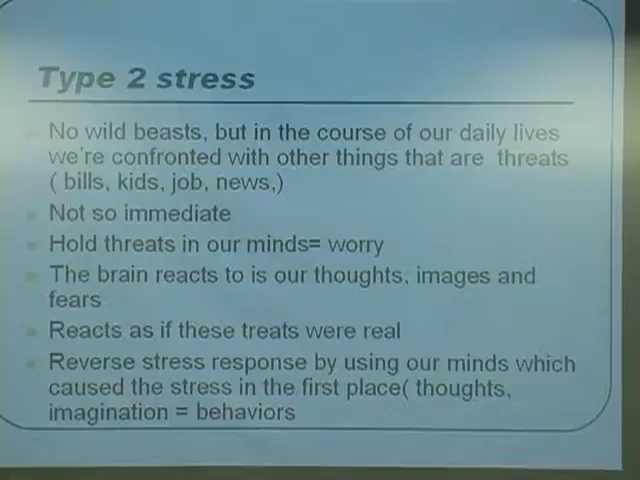 Type 2 stress
No wild beasts, but in the course of our daily lives
we're confronted with other things that are threats
( bills, kids, job, news,)
Not so immediate
Hold threats in our minds= worry
The brain reacts to is our thoughts, images and
fears
Reacts as if these treats were real
Reverse stress response by using our minds which
caused the stress in the first place( thoughts,
imagination = behaviors